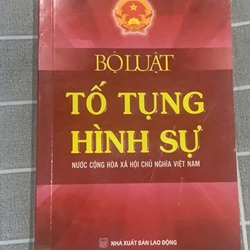 BỘ LUẬT
TỐ TỤNG
HÌNH SỰ
NƯỚC CỘNG HÒA XÃ HỘI CHỦ NGHĨA VIỆT NAM
NHÀ XUẤT BẢN LAO ĐỘNG